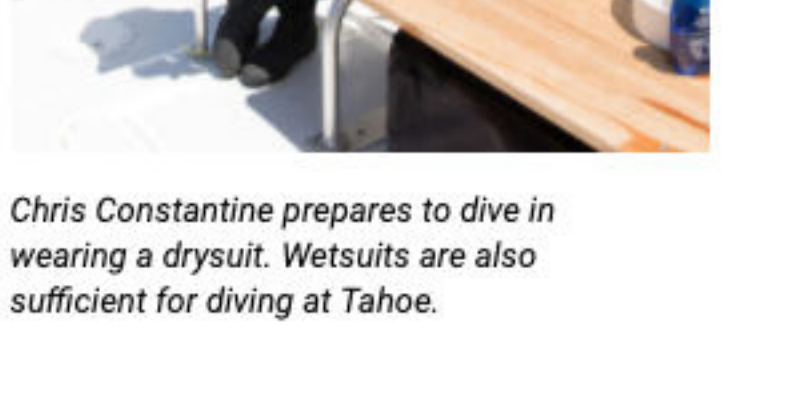 Chris Constantine prepares to dive in
wearing a drysuit. Wetsuits are also
sufficient for diving at Tahoe.